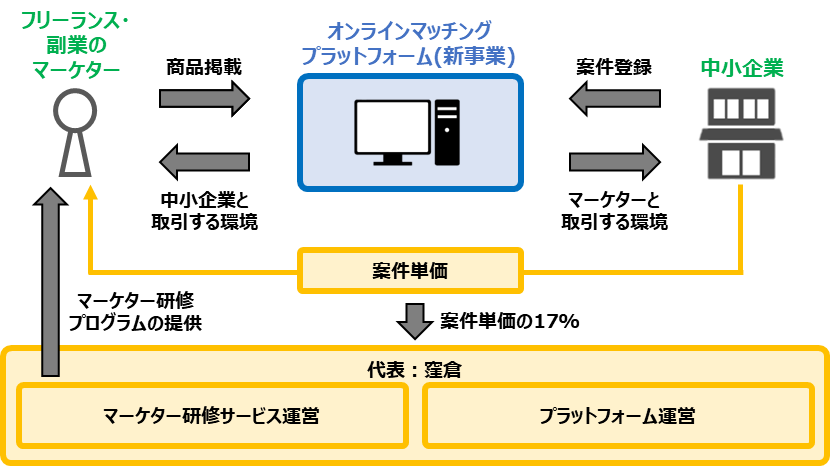 フリーランス・
副業の
マーケター
オンラインマッチング
プラットフォーム(新事業)
商品掲載
案件登録
中小企業
中小企業と
取引する環境
マーケターと
取引する環境
案件単価
マーケター研修
プログラムの提供
案件単価の17%
代表：窪倉
マーケター研修サービス運営
プラットフォーム運営